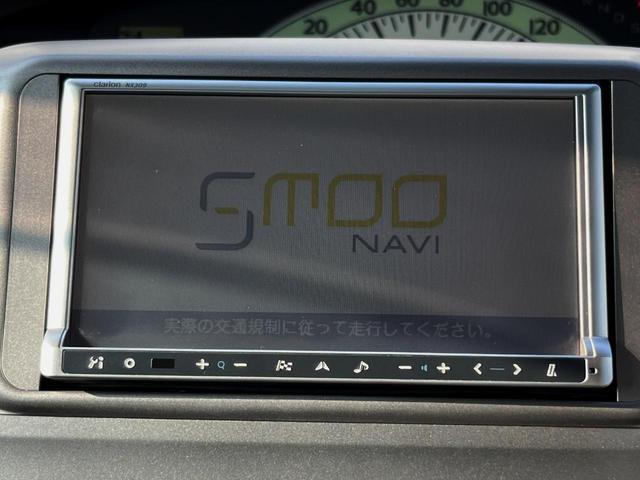 20 40 60 80 100 120
Clarion NX309
smoo
NAVI
実際の交通規制に従って走行してください。